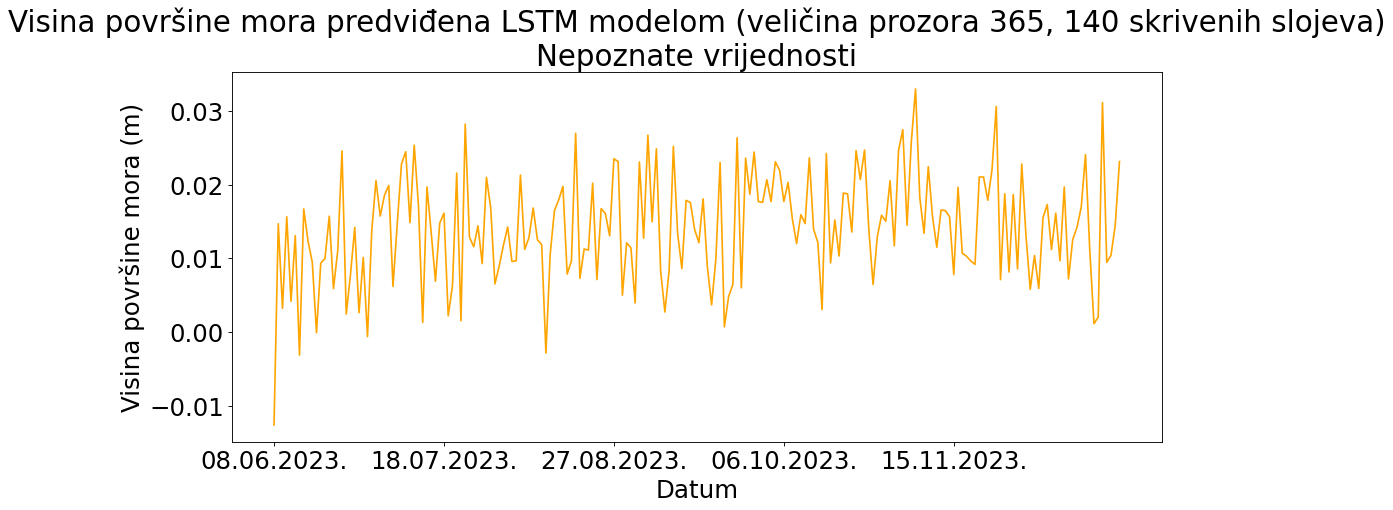 Visina površine mora predviđena LSTM modelom (veličina prozora 365, 140 skrivenih slojeva)
Nepoznate vrijednosti
Visina površine mora (m)
0.03
0.02
0.01
0.00
−0.01
08.06.2023. 18.07.2023. 27.08.2023. 06.10.2023. 15.11.2023.
Datum